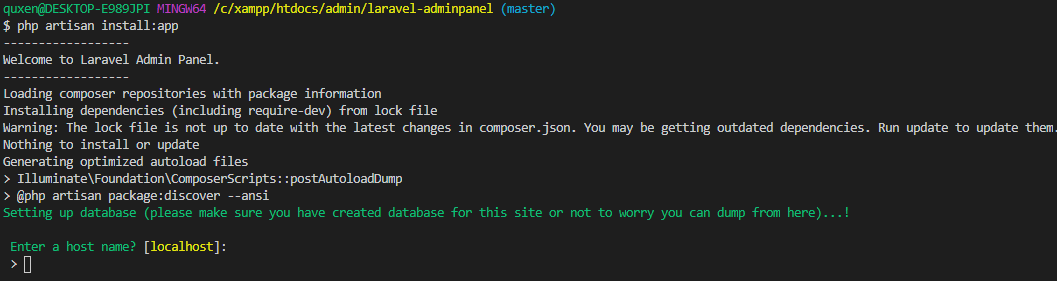 quxen@DESKTOP-E989JPI MINGW64 /c/xampp/htdocs/admin/laravel-adminpanel (master)
$ php artisan install:app
------------------
Welcome to Laravel Admin Panel.
------------------
Loading composer repositories with package information
Installing dependencies (including require-dev) from lock file
Warning: The lock file is not up to date with the latest changes in composer.json. You may be getting outdated dependencies. Run update to update them.
Nothing to install or update
Generating optimized autoload files
> Illuminate\Foundation\ComposerScripts::postAutoloadDump
> @php artisan package:discover --ansi
Setting up database (please make sure you have created database for this site or not to worry you can dump from here)...!
Enter a host name? [localhost]:
>